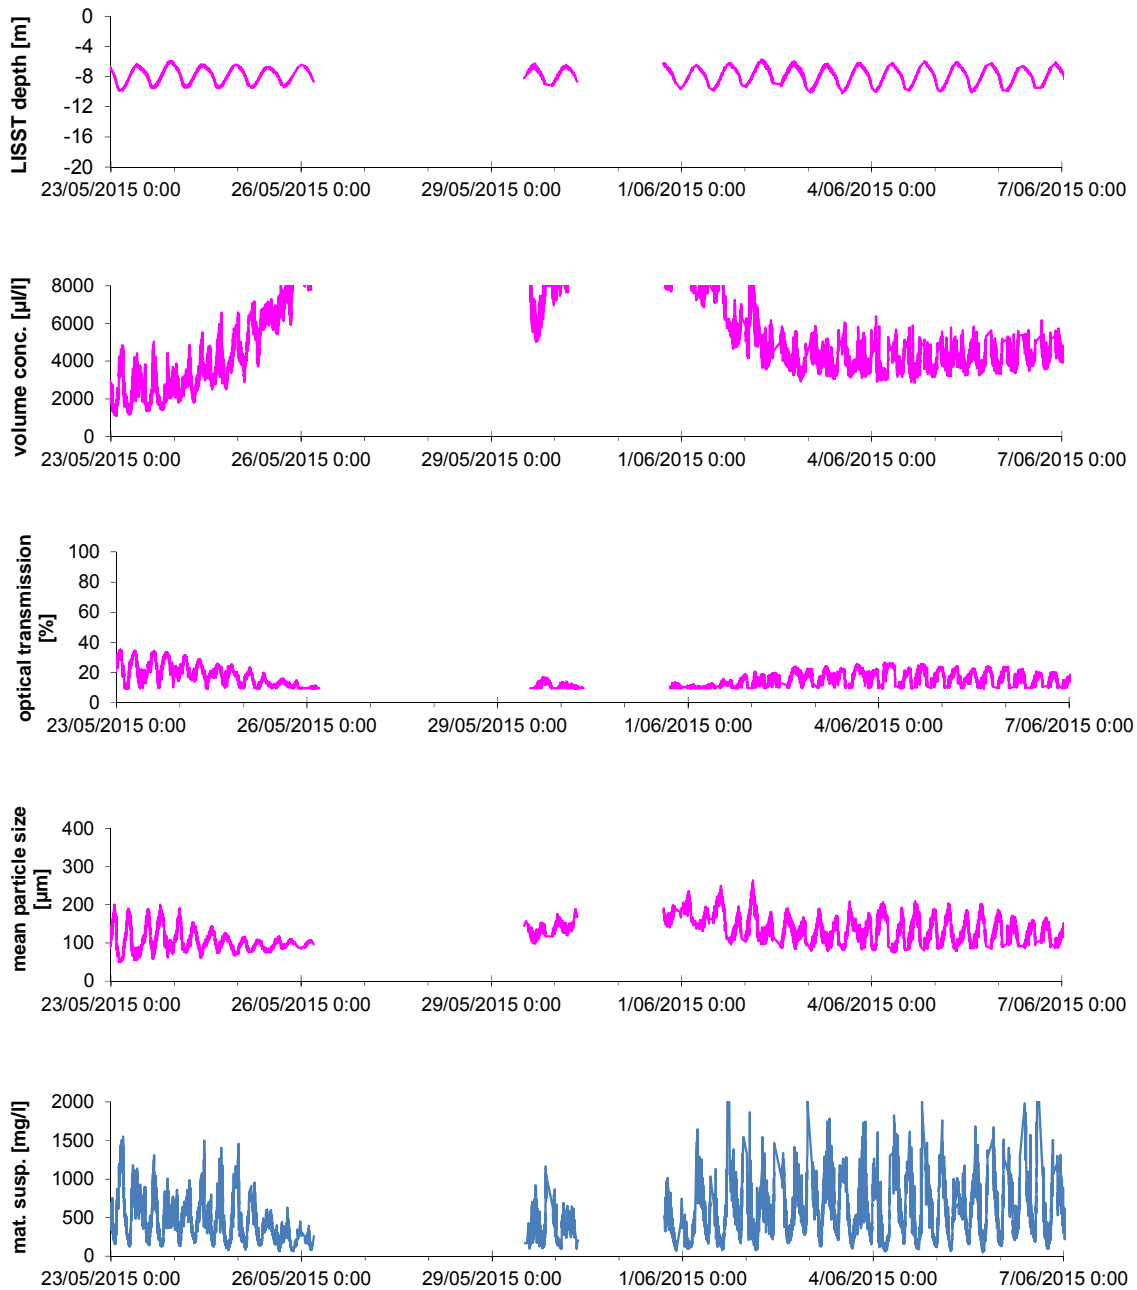 LISST depth [m]
0
-4
-8
-12
-16
-20
23/05/2015 0:00 26/05/2015 0:00 29/05/2015 0:00 1/06/2015 0:00 4/06/2015 0:00 7/06/2015 0:00
volume conc. [µl/l]
8000
6000
4000
2000
0
23/05/2015 0:00 26/05/2015 0:00 29/05/2015 0:00 1/06/2015 0:00 4/06/2015 0:00 7/06/2015 0:00
optical transmission
[%]
100
80
60
40
20
0
23/05/2015 0:00 26/05/2015 0:00 29/05/2015 0:00 1/06/2015 0:00 4/06/2015 0:00 7/06/2015 0:00
mean particle size
[µm]
400
300
200
100
0
23/05/2015 0:00 26/05/2015 0:00 29/05/2015 0:00 1/06/2015 0:00 4/06/2015 0:00 7/06/2015 0:00
mat. susp. [mg/l]
2000
1500
1000
500
0
23/05/2015 0:00 26/05/2015 0:00 29/05/2015 0:00 1/06/2015 0:00 4/06/2015 0:00 7/06/2015 0:00